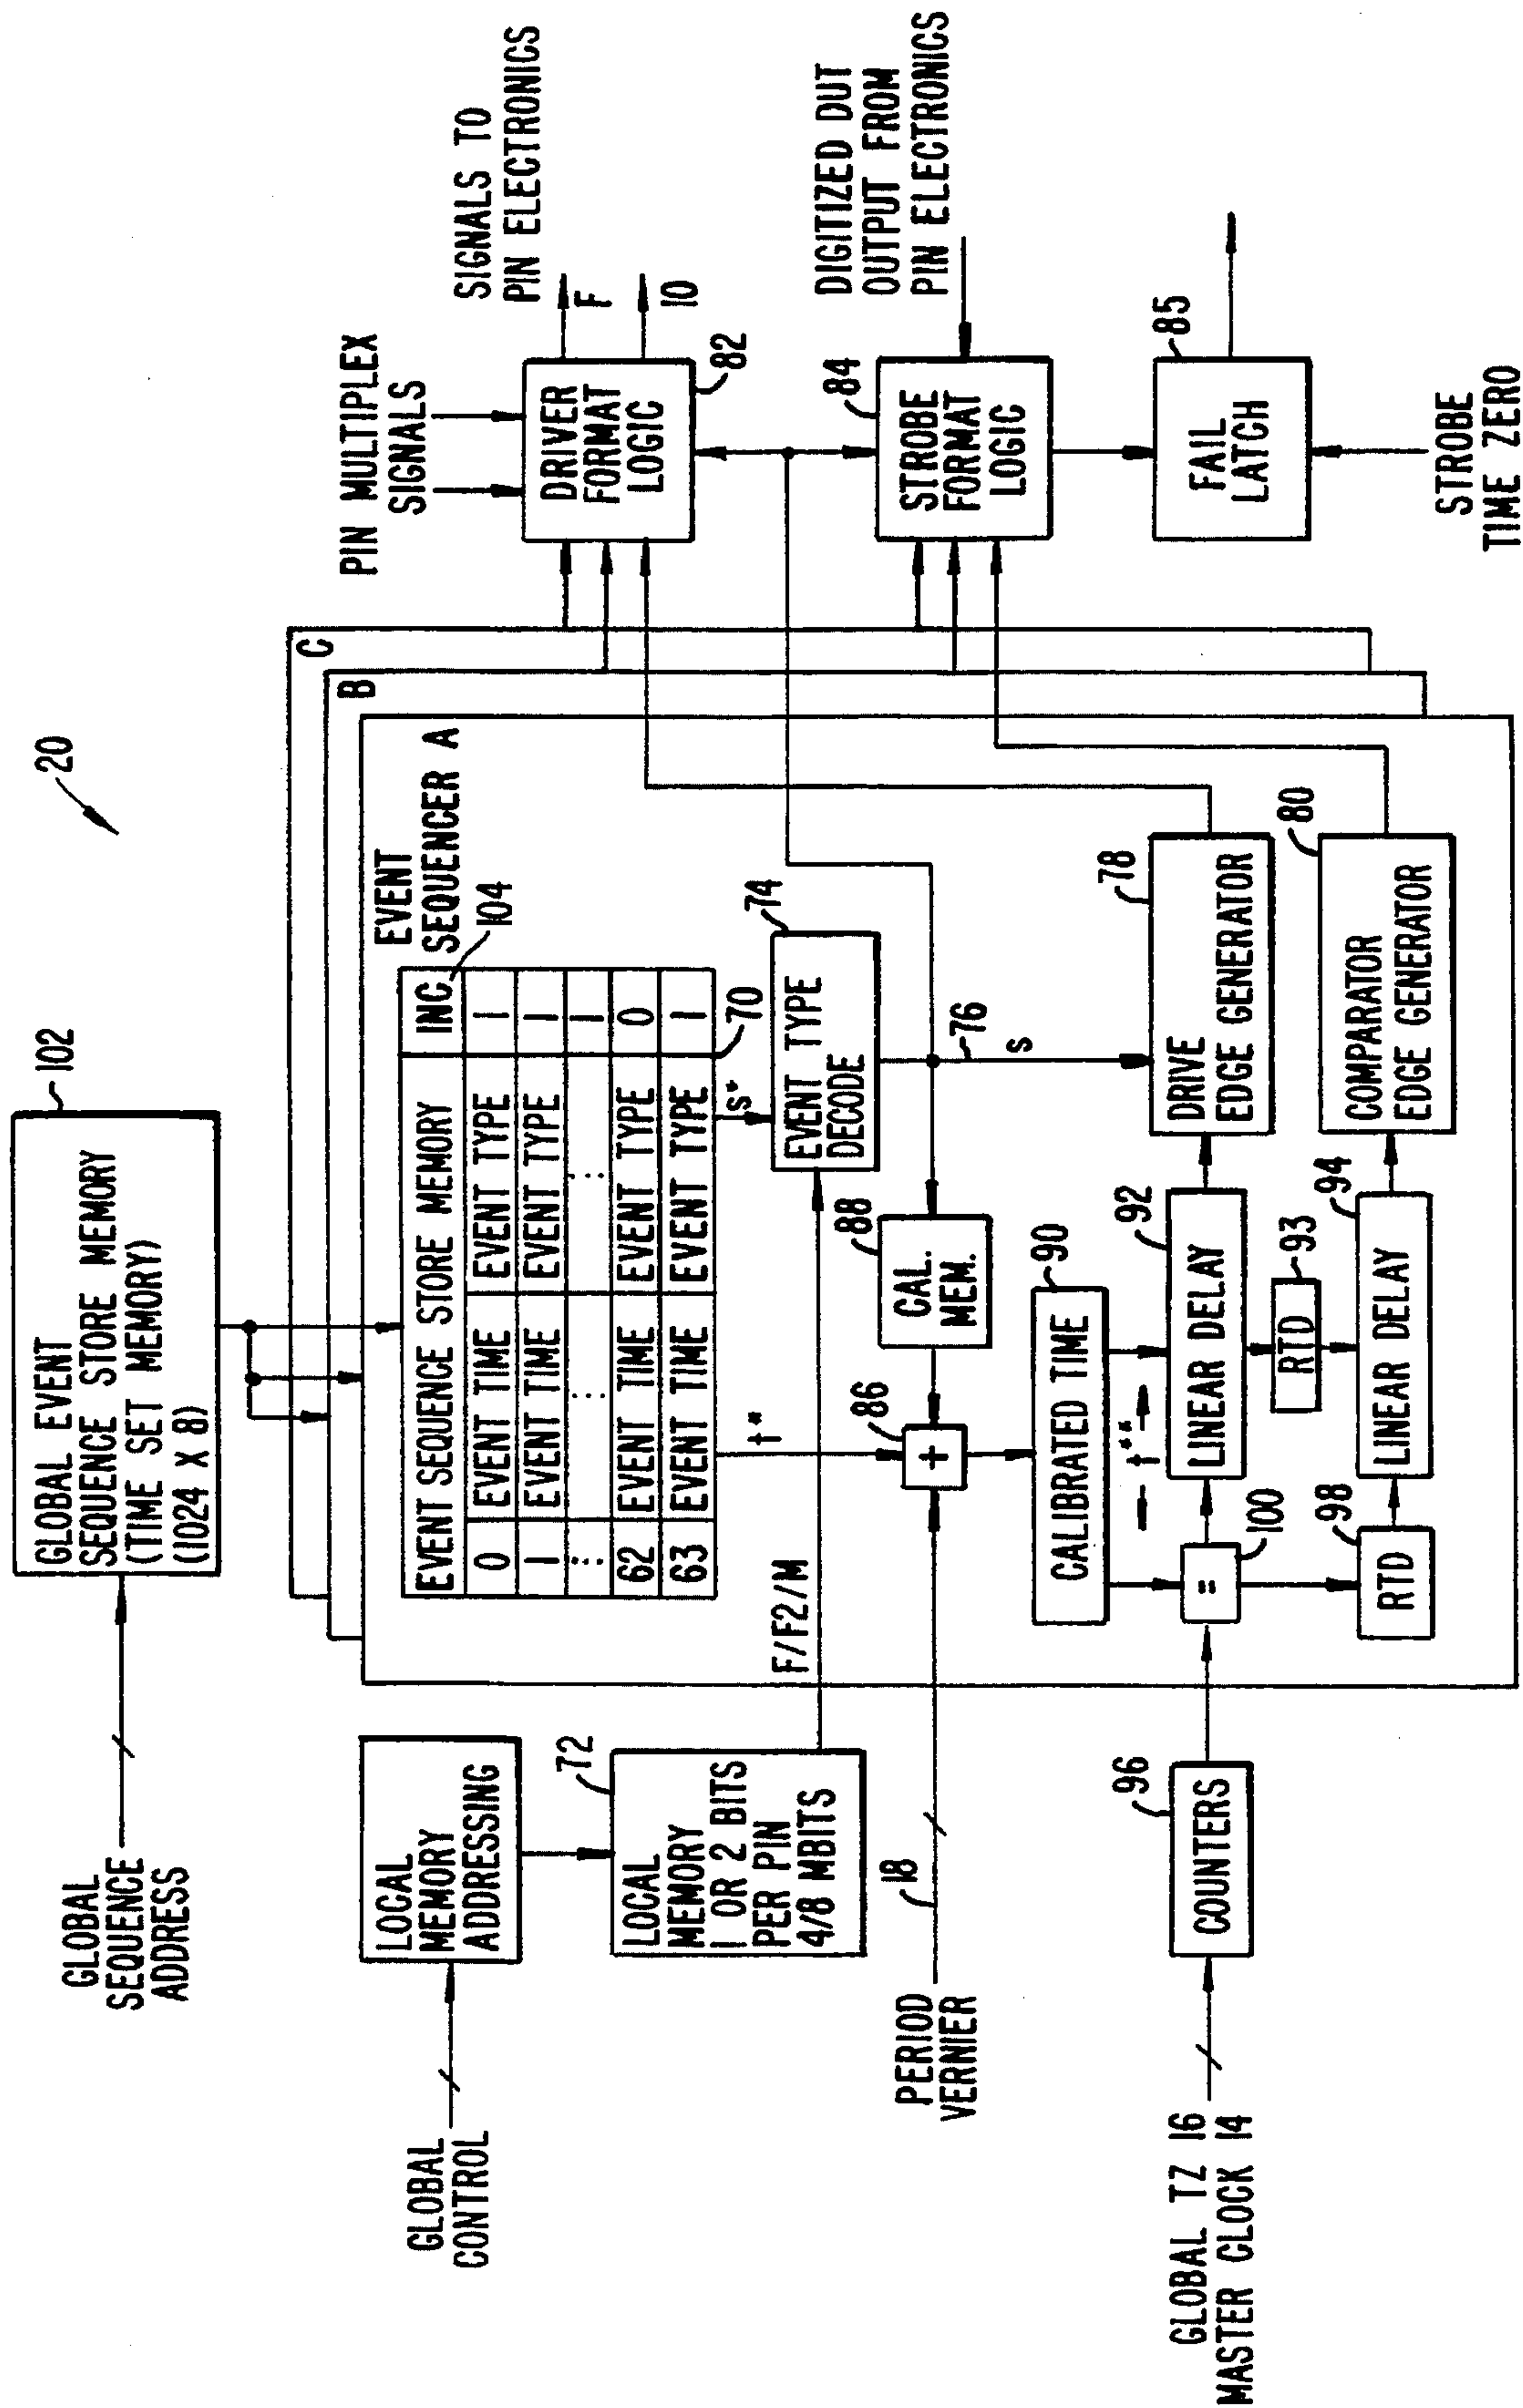 20
102
GLOBAL EVENT
SEQUENCE STORE MEMORY
(TIME SET MEMORY)
(1024 X 8)
GLOBAL
SEQUENCE
ADDRESS
C
B
EVENT
SEQUENCER A
104
EVENT SEQUENCE STORE MEMORY INC
0 EVENT TIME EVENT TYPE 1
1 EVENT TIME EVENT TYPE 1
... ... ... 1
62 EVENT TIME EVENT TYPE 0
63 EVENT TIME EVENT TYPE 1
70
PIN MULTIPLEX
SIGNALS
SIGNALS TO
PIN ELECTRONICS
F
IO
DRIVER
FORMAT
LOGIC
82
LOCAL
MEMORY
ADDRESSING
GLOBAL
CONTROL
72
LOCAL
MEMORY
1 OR 2 BITS
PER PIN
4/8 MBITS
F/F2/M
t*
s*
74
EVENT TYPE
DECODE
76
s
DIGITIZED DUT
OUTPUT FROM
PIN ELECTRONICS
84
STROBE
FORMAT
LOGIC
PERIOD
VERNIER
18
86
+
88
CAL.
MEM.
90
CALIBRATED TIME
t**
92
LINEAR DELAY
78
DRIVE
EDGE GENERATOR
85
FAIL
LATCH
STROBE
TIME ZERO
GLOBAL TZ 16
MASTER CLOCK 14
96
COUNTERS
=
100
RTD
93
98
RTD
94
LINEAR DELAY
80
COMPARATOR
EDGE GENERATOR